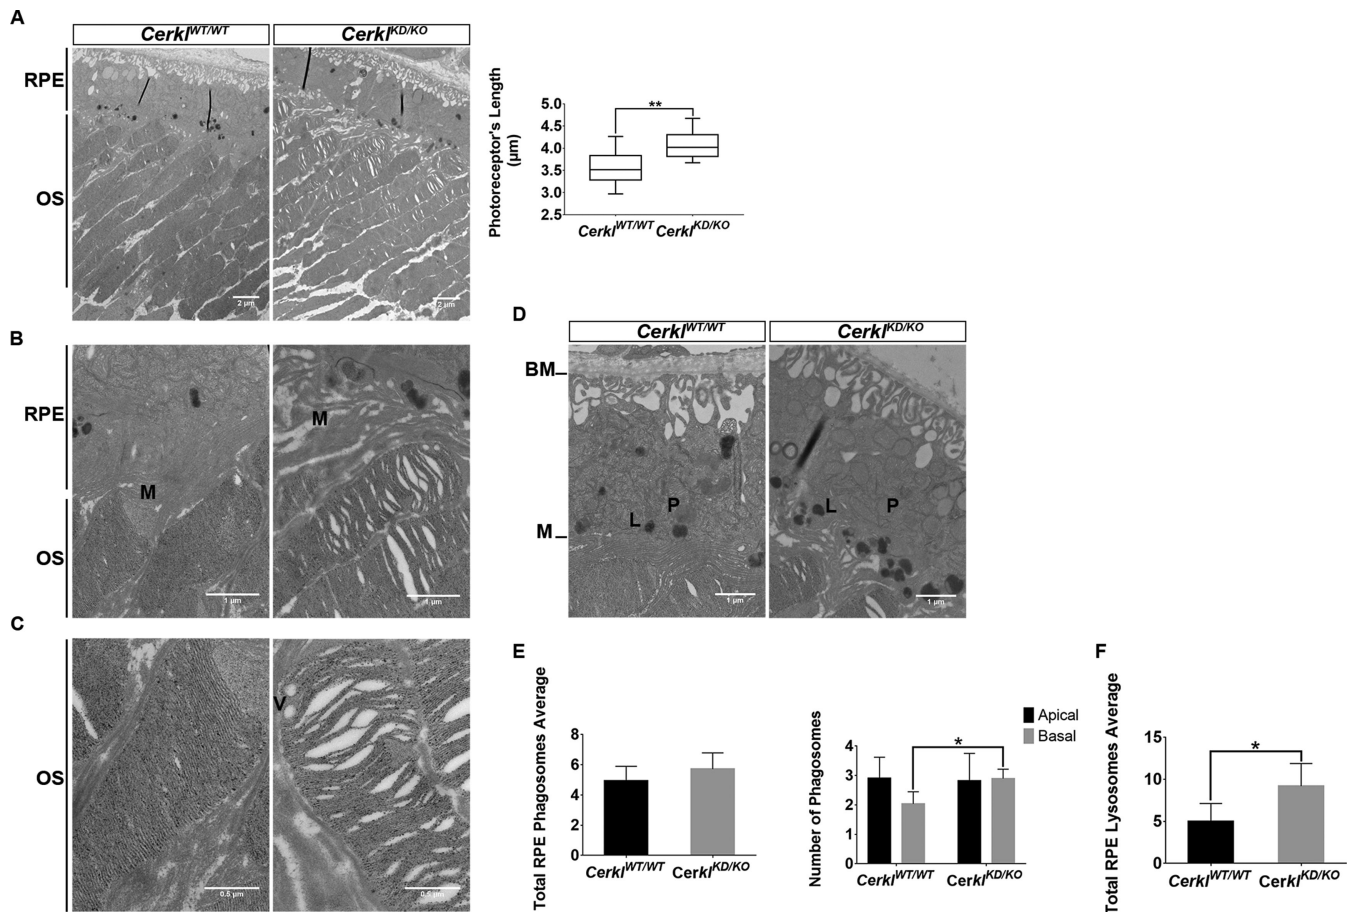 A
Cerkl^WT/WT Cerkl^KD/KO
RPE
OS
2 µm 2 µm
Photoreceptor's Length
(µm)
5.0
4.5
4.0
3.5
3.0
2.5
**
Cerkl^WT/WT Cerkl^KD/KO
B
RPE
OS
M M
1 µm 1 µm
C
OS
V
0.5 µm 0.5 µm
D
Cerkl^WT/WT Cerkl^KD/KO
BM
M
L P L P
1 µm 1 µm
E
Total RPE Phagosomes Average
8
6
4
2
0
Cerkl^WT/WT Cerkl^KD/KO
Number of Phagosomes
4
3
2
1
0
*
Apical
Basal
Cerkl^WT/WT Cerkl^KD/KO
F
Total RPE Lysosomes Average
15
10
5
0
*
Cerkl^WT/WT Cerkl^KD/KO